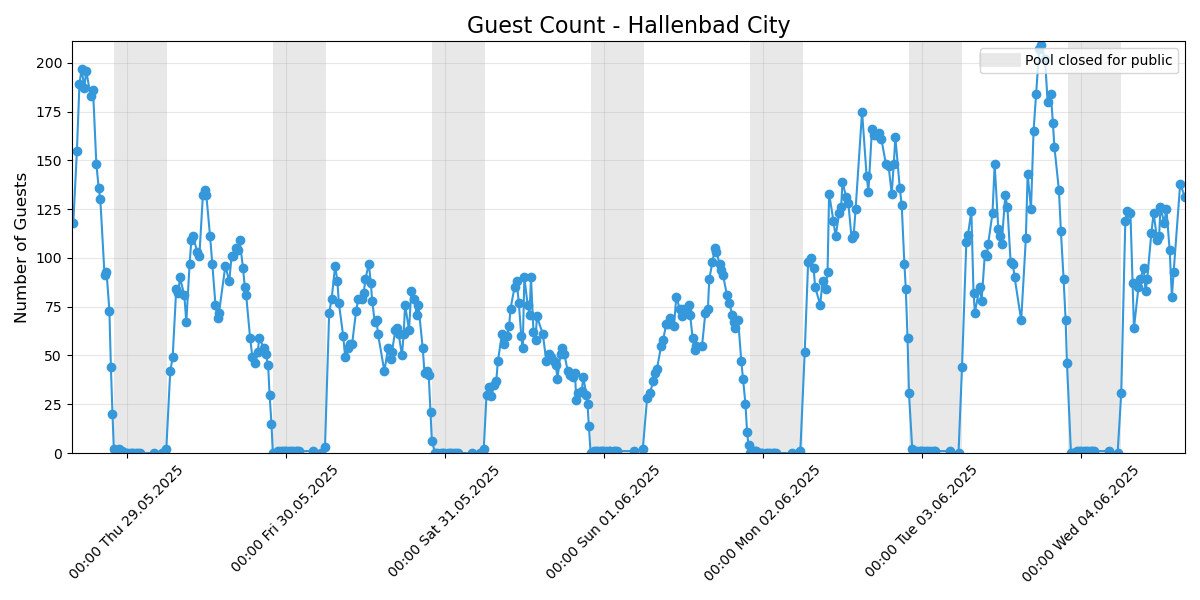 Guest Count - Hallenbad City
Pool closed for public
Number of Guests
200
175
150
125
100
75
50
25
0
00:00 Thu 29.05.2025
00:00 Fri 30.05.2025
00:00 Sat 31.05.2025
00:00 Sun 01.06.2025
00:00 Mon 02.06.2025
00:00 Tue 03.06.2025
00:00 Wed 04.06.2025